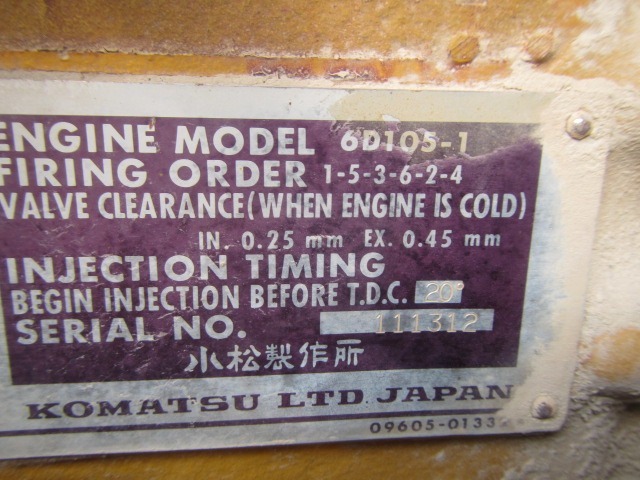 ENGINE MODEL 6D105-1
FIRING ORDER 1-5-3-6-2-4
VALVE CLEARANCE (WHEN ENGINE IS COLD)
IN. 0.25 mm EX. 0.45 mm
INJECTION TIMING
BEGIN INJECTION BEFORE T.D.C. 20°
SERIAL NO. 111312
小松製作所
KOMATSU LTD. JAPAN